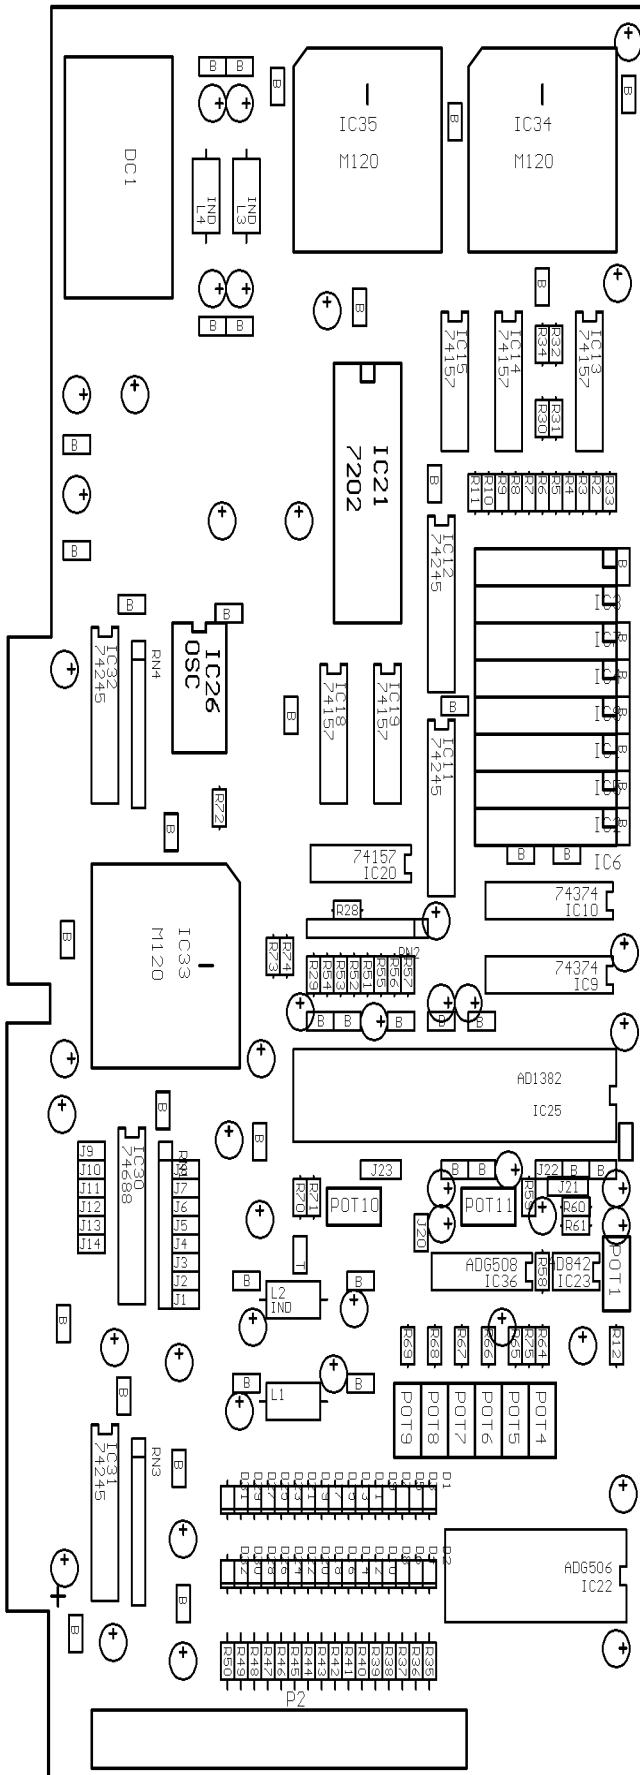 B B
B
B
B
IC35
M120
IC34
M120
DC1
IND
L4
IND
L3
B B
B
B
IC15
74157
IC14
74157
R34
R32
IC13
74157
R30
R31
B
B
IC21
7202
B
R11
R10
R9
R8
R7
R6
R5
R4
R3
R2
R33
IC12
74245
B
B
B
B
B
B
IC32
74245
RN4
IC26
OSC
IC18
74157
IC19
74157
B
B
IC11
74245
R72
B
B B
IC6
74157
IC20
74374
IC10
R28
RN2
B
IC33
M120
R73
R74
R29
R54
R53
R52
R51
R55
R56
R57
74374
IC9
B B B B B
AD1382
IC25
B
B
J9
J10
J11
J12
J13
J14
IC30
74688
J7
J6
J5
J4
J3
J2
J1
J23
B B
J22 B B
R70
R71
POT10
POT11
R59
J21
R60
R61
J20
T
ADG508
IC36
R58
AD842
IC23
POT1
B
B
L2
IND
B
R69
R68
R67
R66
R65
R25
R64
R12
B
B
L1
B
POT9
POT8
POT7
POT6
POT5
POT4
IC31
74245
RN3
B
D1
D2
ADG506
IC22
B
B
R50
R49
R48
R47
R46
R45
R44
R43
R42
R41
R40
R39
R38
R37
R36
R35
P2